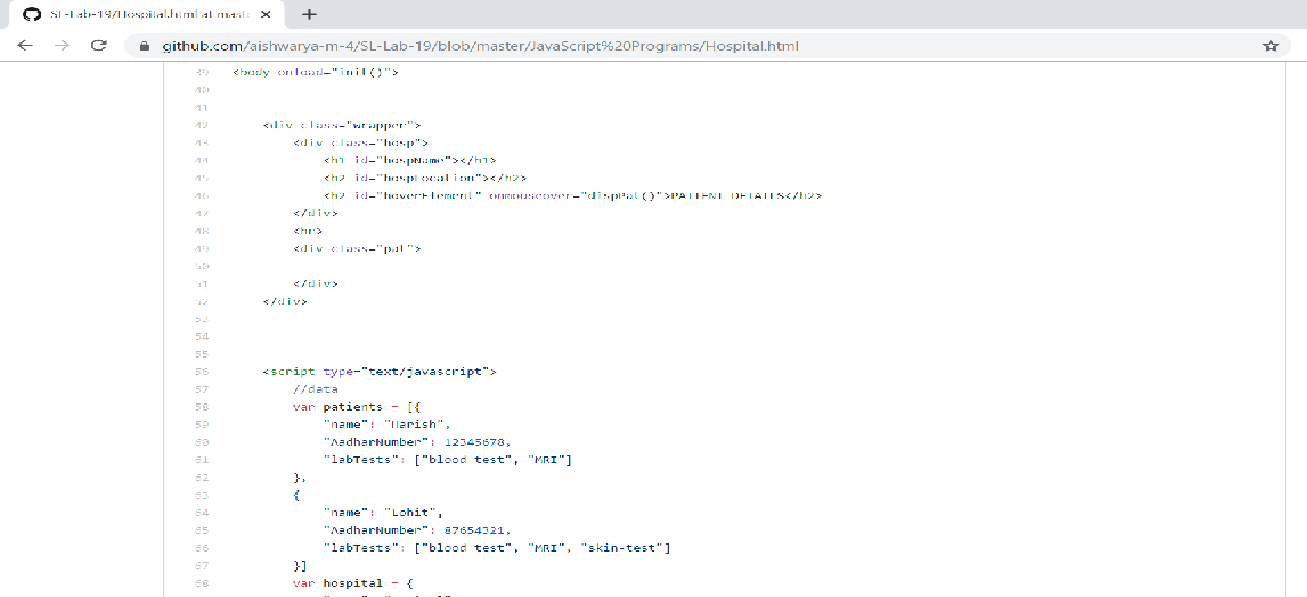 SL-Lab-19/Hospital.html at maste
github.com/aishwarya-m-4/SL-Lab-19/blob/master/JavaScript%20Programs/Hospital.html
39 <body onload="init()">
40
41
42 <div class="wrapper">
43 <div class="hosp">
44 <h1 id="hospName"></h1>
45 <h2 id="hospLocation"></h2>
46 <h2 id="hoverElement" onmouseover="dispPat()">PATIENT DETAILS</h2>
47 </div>
48 <hr>
49 <div class="pat">
50
51 </div>
52 </div>
53
54
55
56 <script type="text/javascript">
57 //data
58 var patients = [{
59 "name": "Harish",
60 "AadharNumber": 12345678,
61 "labTests": ["blood test", "MRI"]
62 },
63 {
64 "name": "Lohit",
65 "AadharNumber": 87654321,
66 "labTests": ["blood test", "MRI", "skin-test"]
67 }]
68 var hospital = {